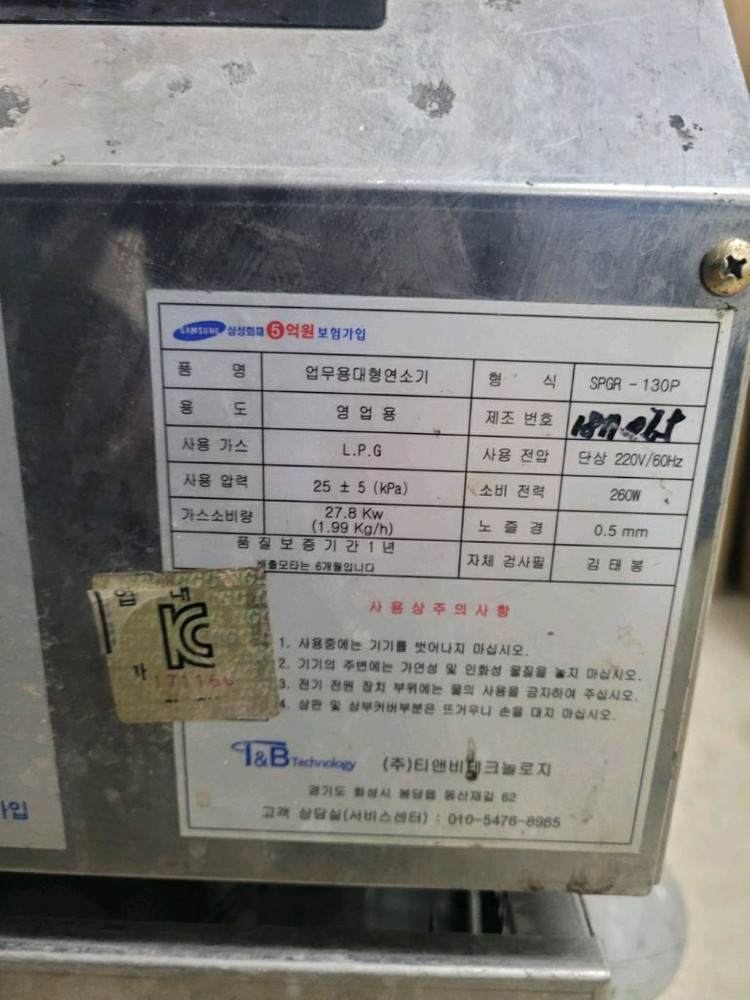 SAMSUNG 삼성화재 5억원 보험가입
품 명 업무용대형연소기 형 식 SPGR - 130P
용 도 영 업 용 제조 번호
사용 가스 L.P.G 사용 전압 단상 220V/60Hz
사용 압력 25 ± 5 (kPa) 소비 전력 260W
가스소비량 27.8 Kw (1.99 Kg/h) 노 즐 경 0.5 mm
품 질 보 증 기 간 1 년 자체 검사필 김 태 봉
배출모타는 6개월입니다
사 용 상 주 의 사 항
1. 사용중에는 기기를 벗어나지 마십시오.
2. 기기의 주변에는 가연성 및 인화성 물질을 놓지 마십시오.
3. 전기 전원 장치 부위에는 물의 사용을 금지하여 주십시오.
4. 상판 및 상부커버부분은 뜨거우니 손을 대지 마십시오.
T&B Technology (주)티앤비테크놀로지
경기도 화성시 봉담읍 동산재길 62
고객 상담실(서비스센터) : 010-5476-8965
KC
가입